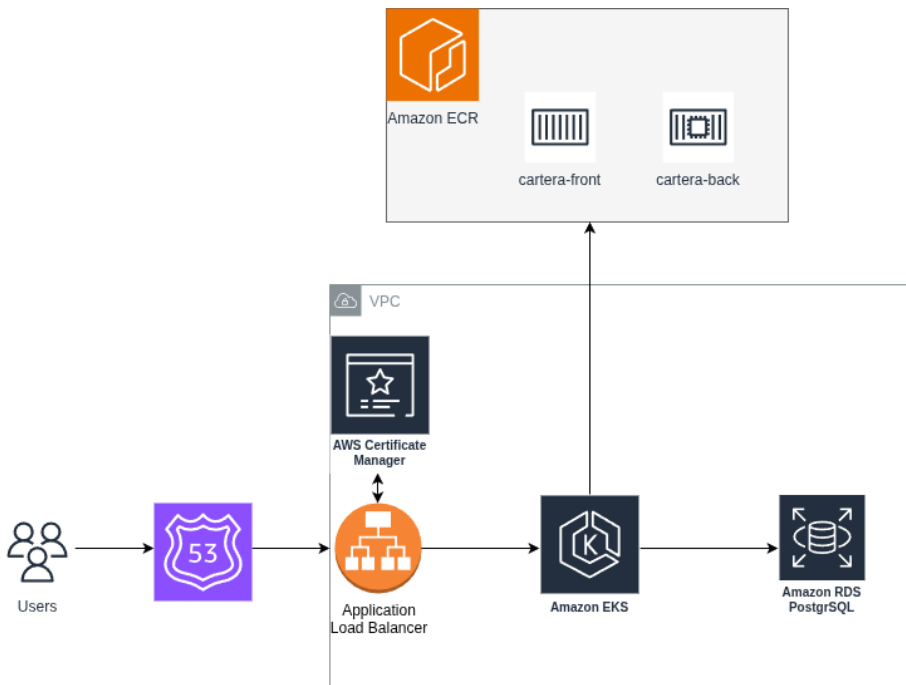 Amazon ECR
cartera-front
cartera-back
VPC
AWS Certificate
Manager
53
Users
Application
Load Balancer
K
Amazon EKS
Amazon RDS
PostgrSQL